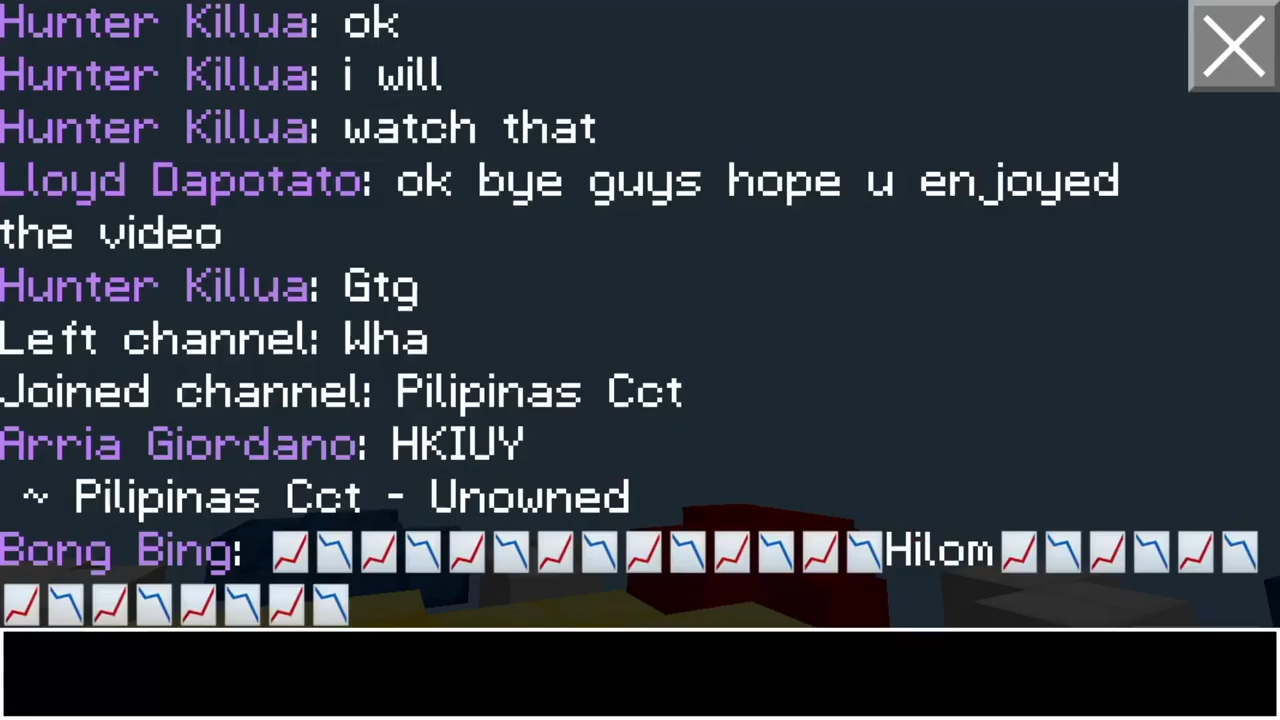 Hunter Killua: ok
Hunter Killua: i will
Hunter Killua: watch that
Lloyd Dapotato: ok bye guys hope u enjoyed
the video
Hunter Killua: Gtg
Left channel: Wha
Joined channel: Pilipinas Cct
Arria Giordano: HKIUY
~ Pilipinas Cct - Unowned
Bong Bing: 📈📉📈📉📈📉📈📉📈📉📈📉📈📉Hilom📈📉📈📉📈📉
📈📉📈📉📈📉📈📉